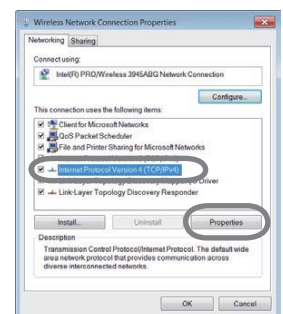 Wireless Network Connection Properties
Networking Sharing
Connect using:
Intel(R) PRO/Wireless 3945ABG Network Connection
Configure...
This connection uses the following items:
Client for Microsoft Networks
QoS Packet Scheduler
File and Printer Sharing for Microsoft Networks
Internet Protocol Version 4 (TCP/IPv4)
Driver
Link-Layer Topology Discovery Responder
Install... Uninstall Properties
Description
Transmission Control Protocol/Internet Protocol. The default wide
area network protocol that provides communication across
diverse interconnected networks.
OK Cancel